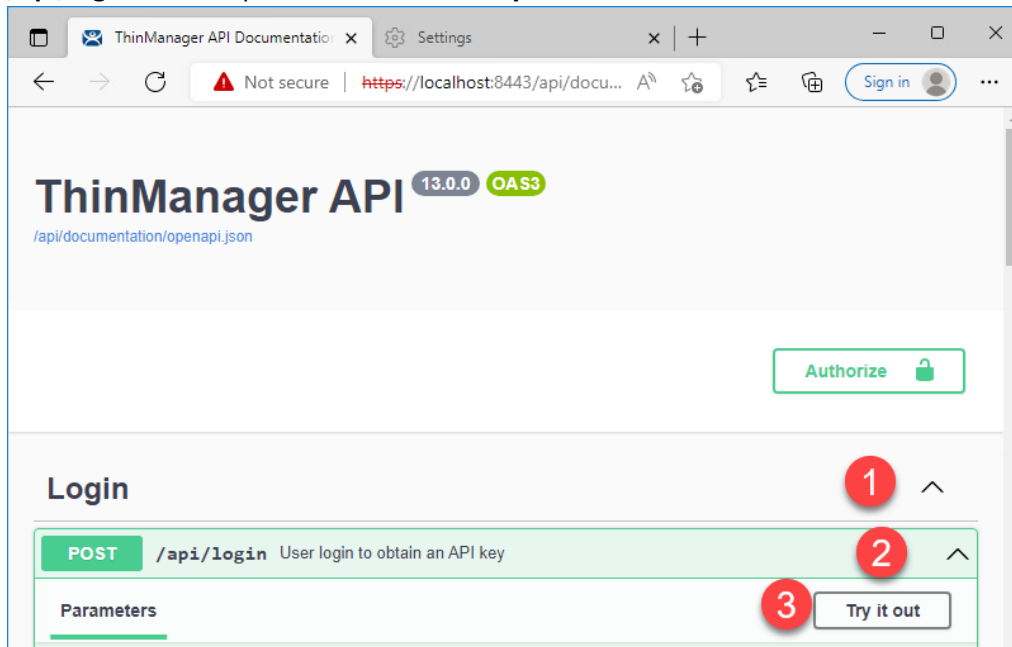 ThinManager API Documentation
Settings
Not secure | https://localhost:8443/api/docu...
Sign in
ThinManager API 13.0.0 OAS3
/api/documentation/openapi.json
Authorize
Login
1
POST /api/login User login to obtain an API key
2
Parameters
3
Try it out